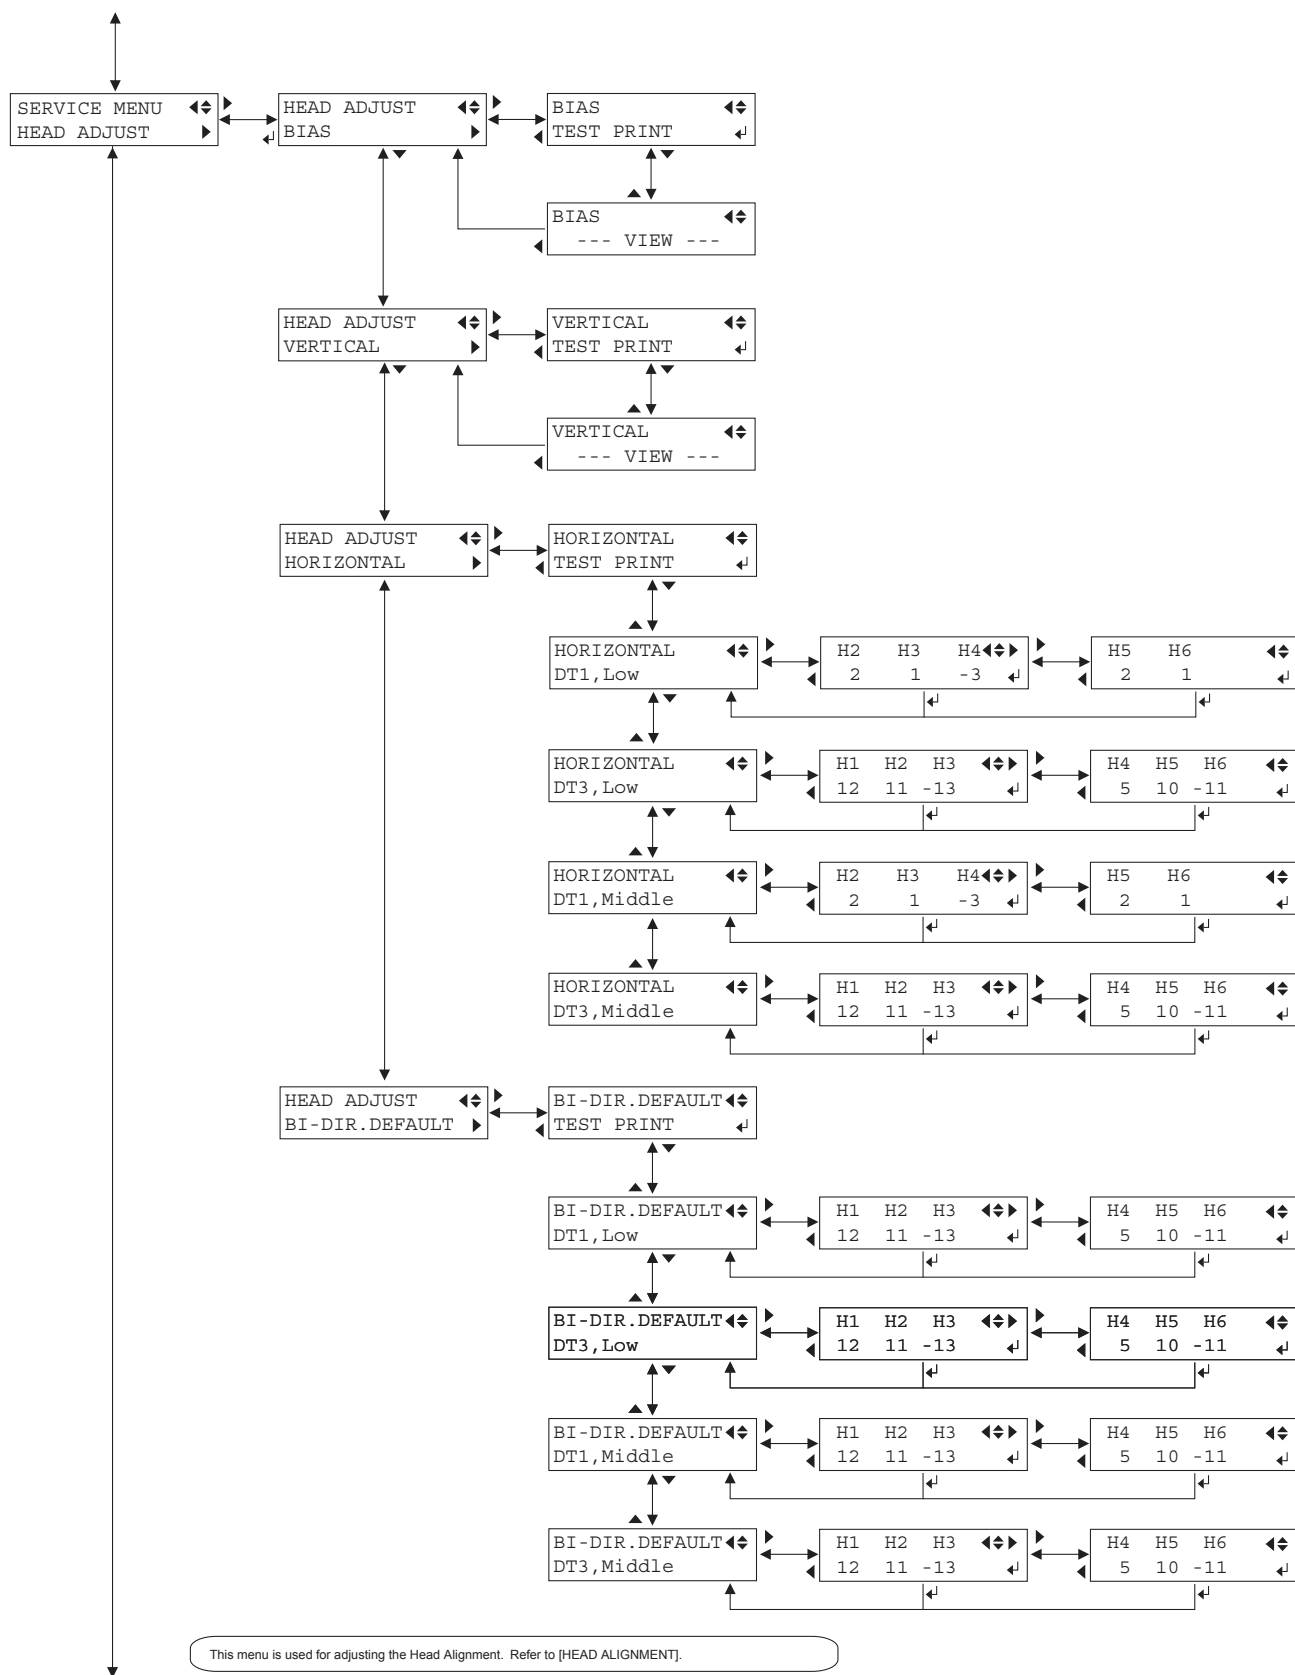 SERVICE MENU
HEAD ADJUST
HEAD ADJUST
BIAS
BIAS
TEST PRINT
BIAS
--- VIEW ---
HEAD ADJUST
VERTICAL
VERTICAL
TEST PRINT
VERTICAL
--- VIEW ---
HEAD ADJUST
HORIZONTAL
HORIZONTAL
TEST PRINT
HORIZONTAL
DT1,Low
H2 H3 H4
2 1 -3
H5 H6
2 1
HORIZONTAL
DT3,Low
H1 H2 H3
12 11 -13
H4 H5 H6
5 10 -11
HORIZONTAL
DT1,Middle
H2 H3 H4
2 1 -3
H5 H6
2 1
HORIZONTAL
DT3,Middle
H1 H2 H3
12 11 -13
H4 H5 H6
5 10 -11
HEAD ADJUST
BI-DIR.DEFAULT
BI-DIR.DEFAULT
TEST PRINT
BI-DIR.DEFAULT
DT1,Low
H1 H2 H3
12 11 -13
H4 H5 H6
5 10 -11
BI-DIR.DEFAULT
DT3,Low
H1 H2 H3
12 11 -13
H4 H5 H6
5 10 -11
BI-DIR.DEFAULT
DT1,Middle
H1 H2 H3
12 11 -13
H4 H5 H6
5 10 -11
BI-DIR.DEFAULT
DT3,Middle
H1 H2 H3
12 11 -13
H4 H5 H6
5 10 -11
This menu is used for adjusting the Head Alignment. Refer to [HEAD ALIGNMENT].